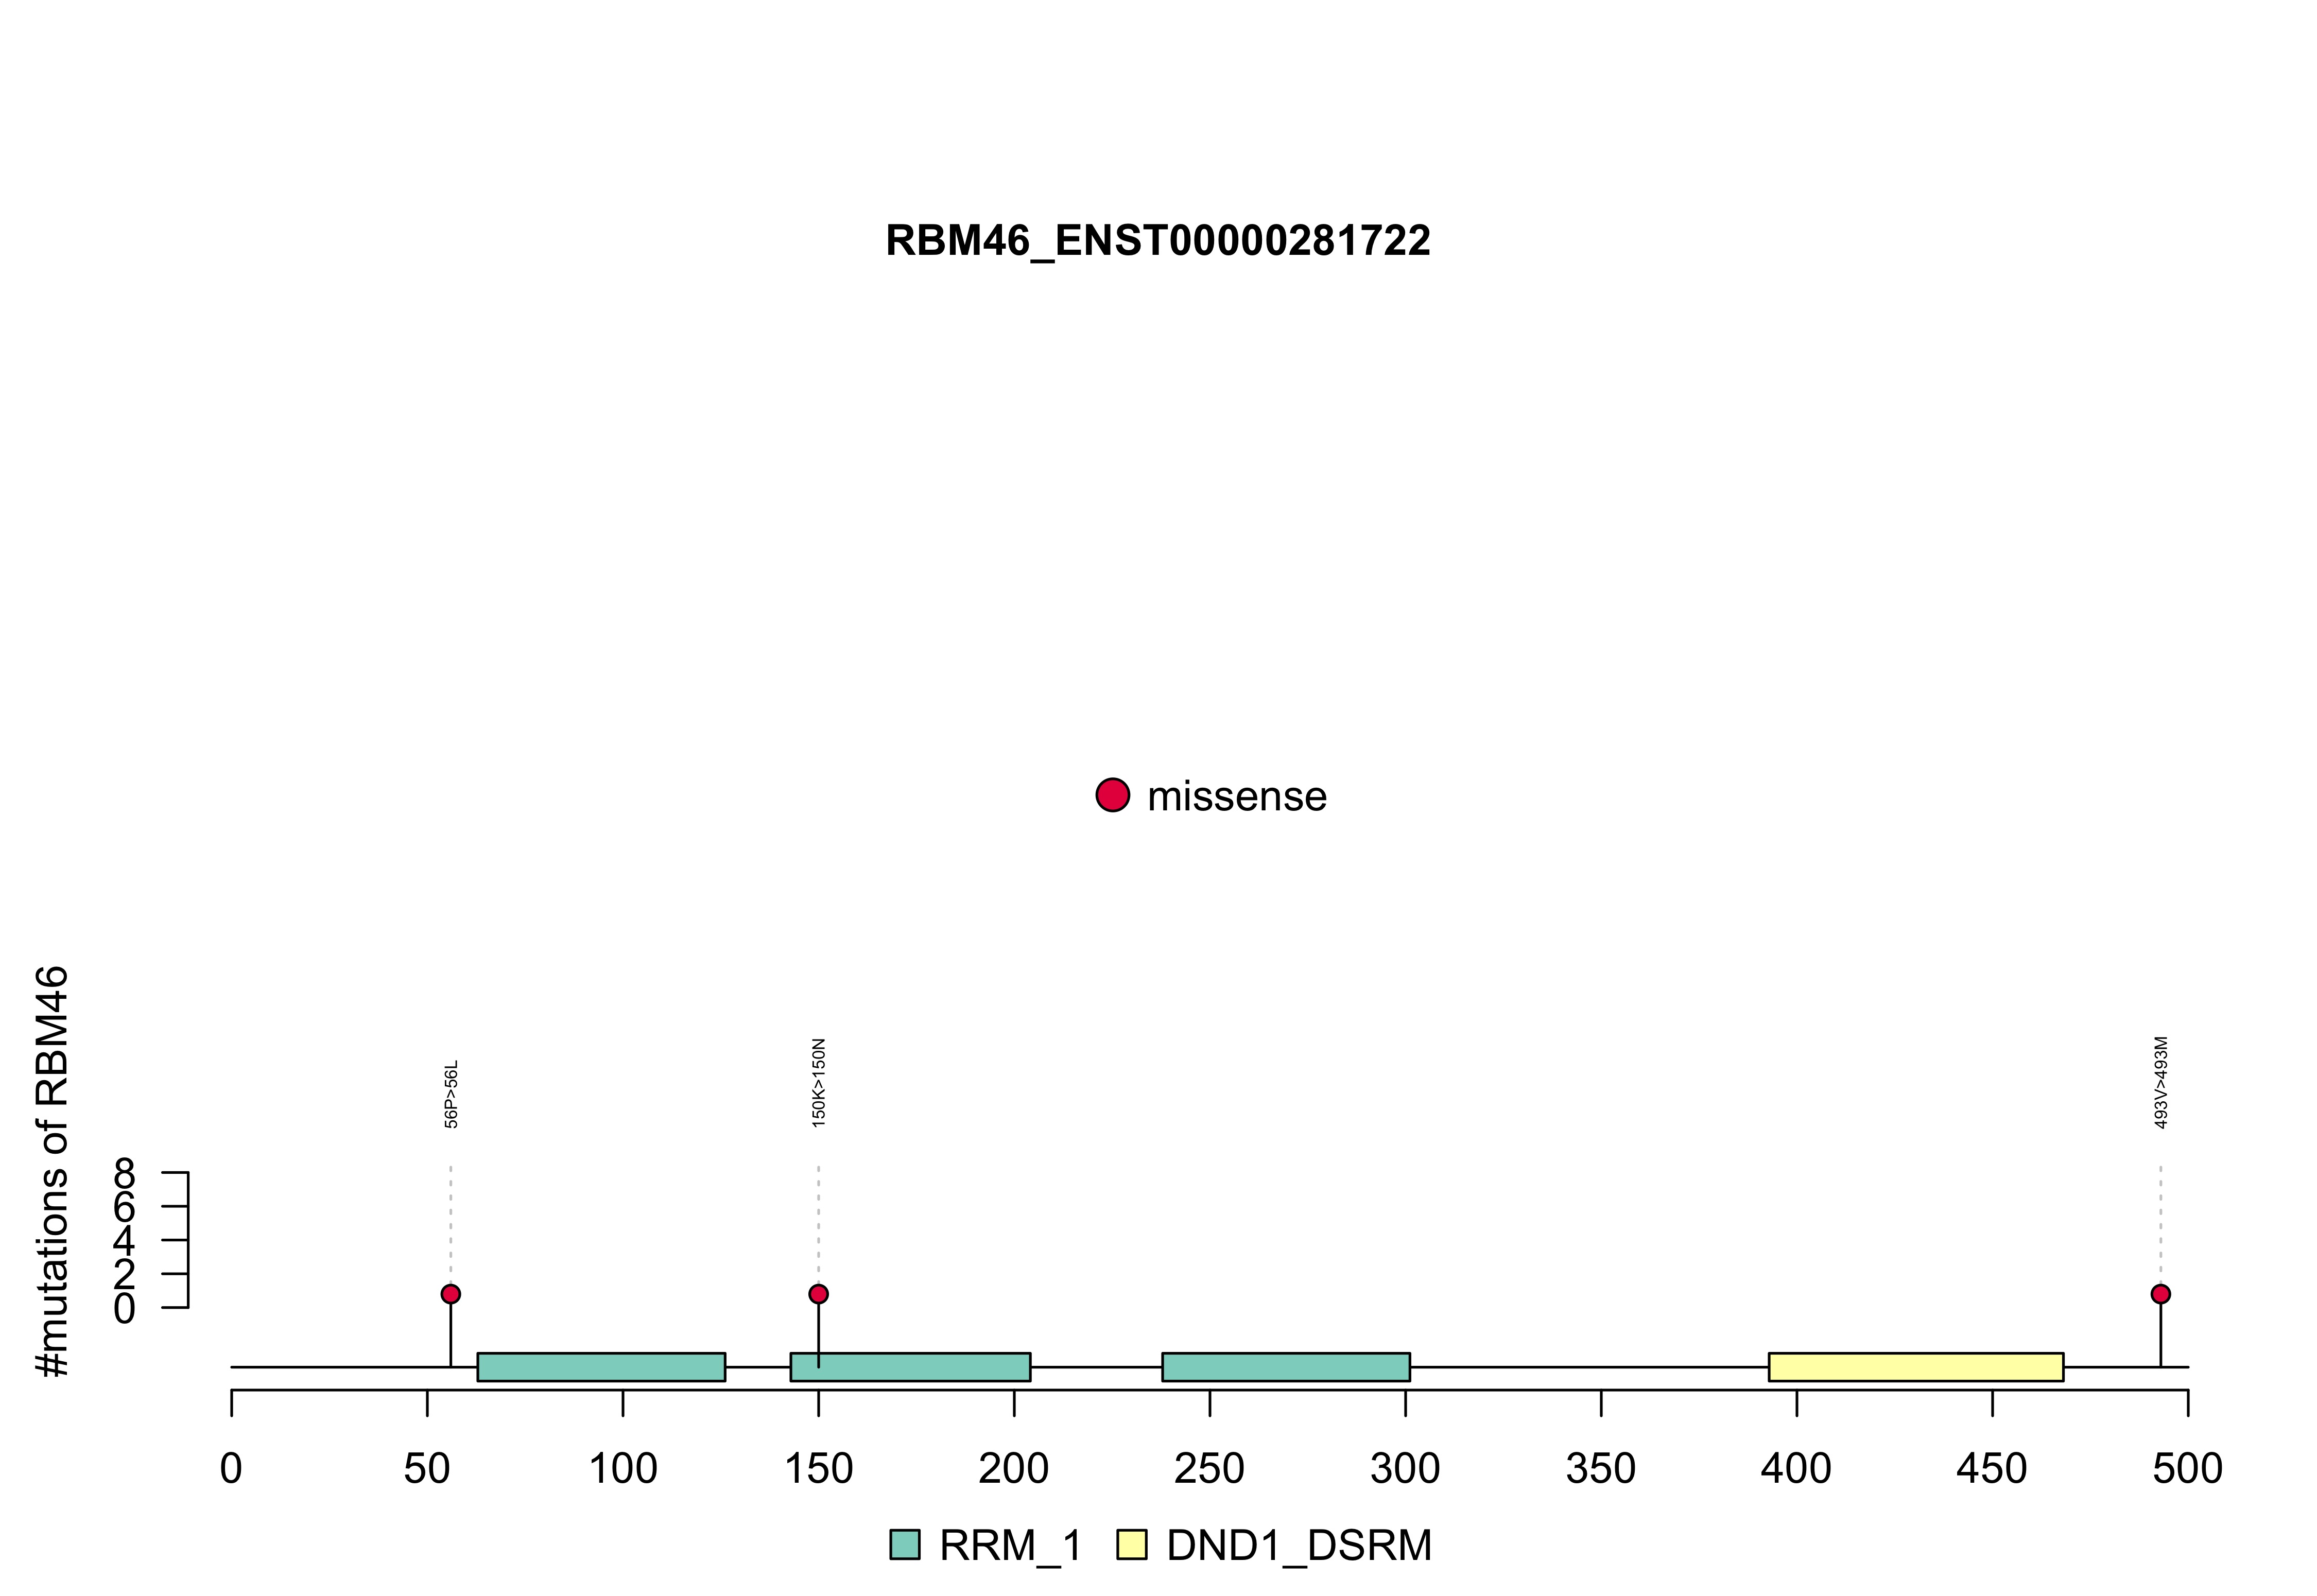 RBM46_ENST00000281722
missense
#mutations of RBM46
56P>56L
150K>150N
493V>493M
8
6
4
2
0
0 50 100 150 200 250 300 350 400 450 500
RRM_1 DND1_DSRM